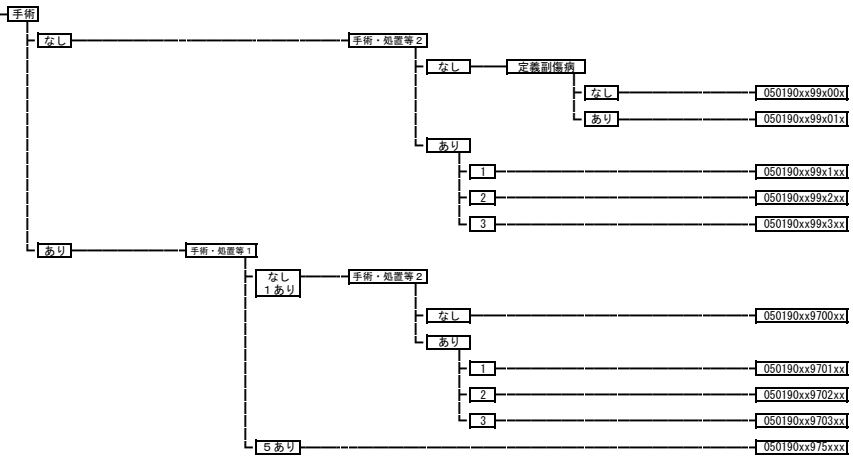 手術
なし 手術・処置等２
なし 定義副傷病
なし 050190xx99x00x
あり 050190xx99x01x
あり
1 050190xx99x1xx
2 050190xx99x2xx
3 050190xx99x3xx
あり 手術・処置等１
なし 手術・処置等２
１あり
なし 050190xx9700xx
あり
1 050190xx9701xx
2 050190xx9702xx
3 050190xx9703xx
５あり 050190xx975xxx